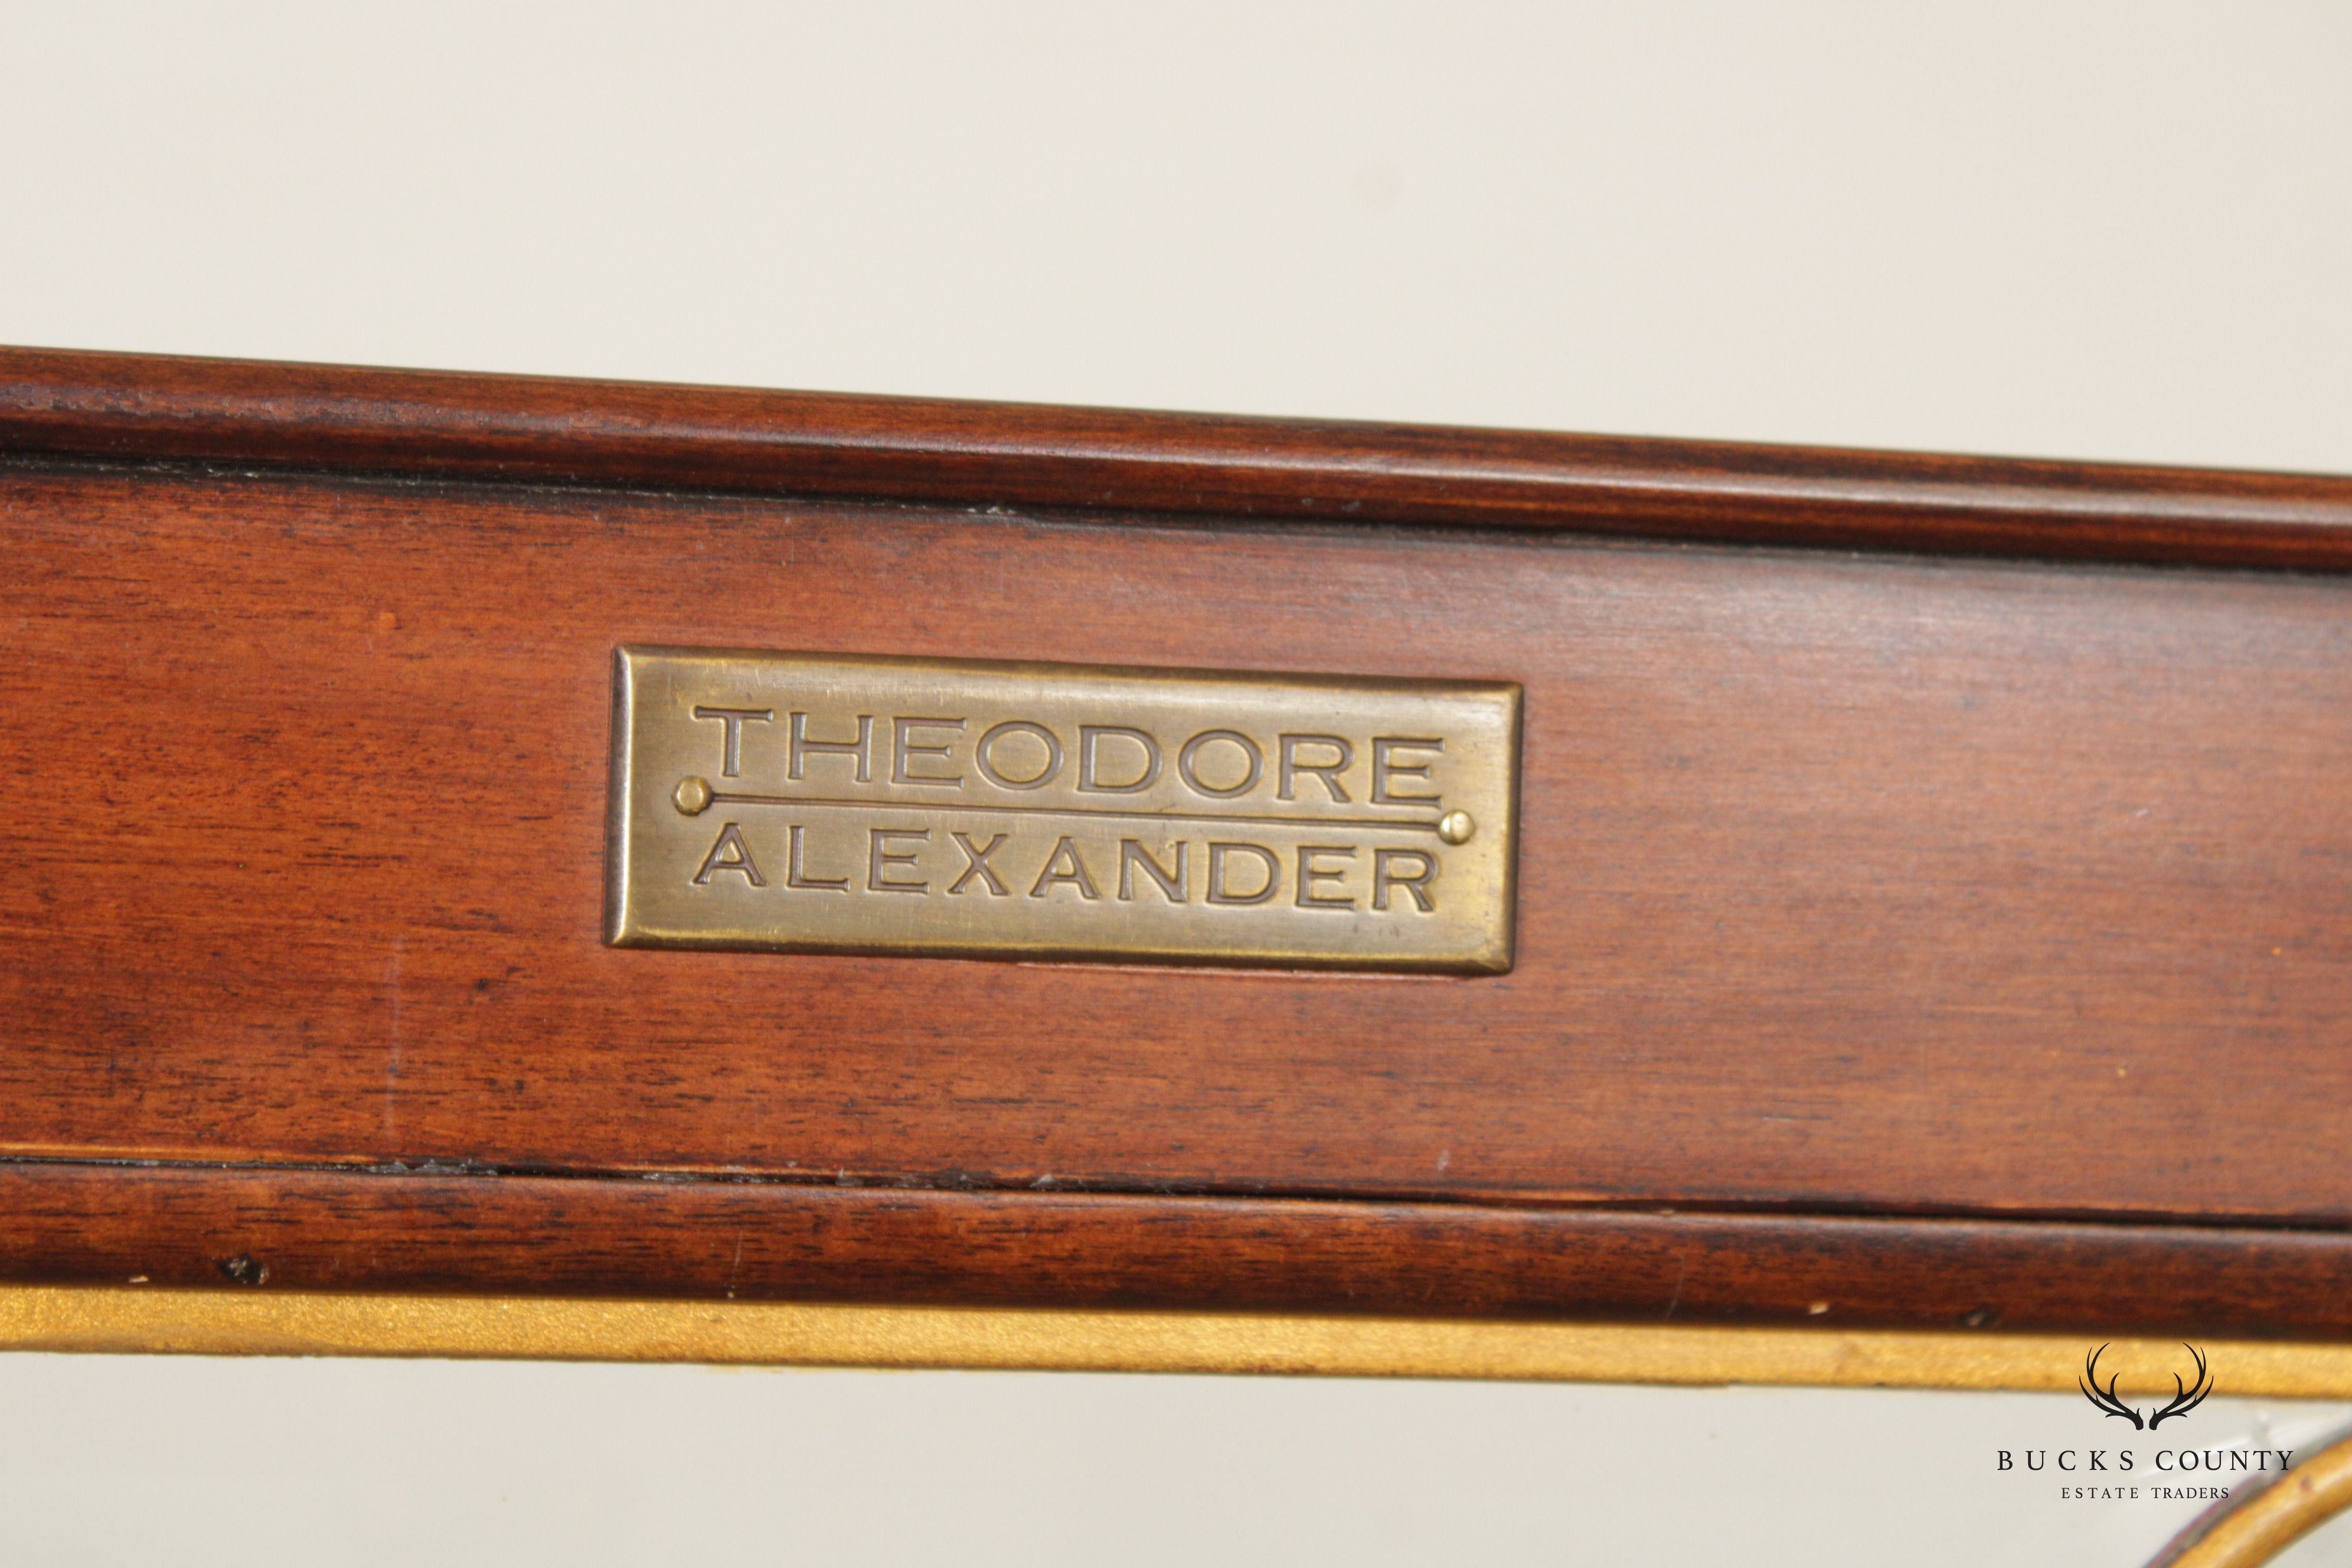 THEODORE
ALEXANDER
BUCKS COUNTY
ESTATE TRADERS